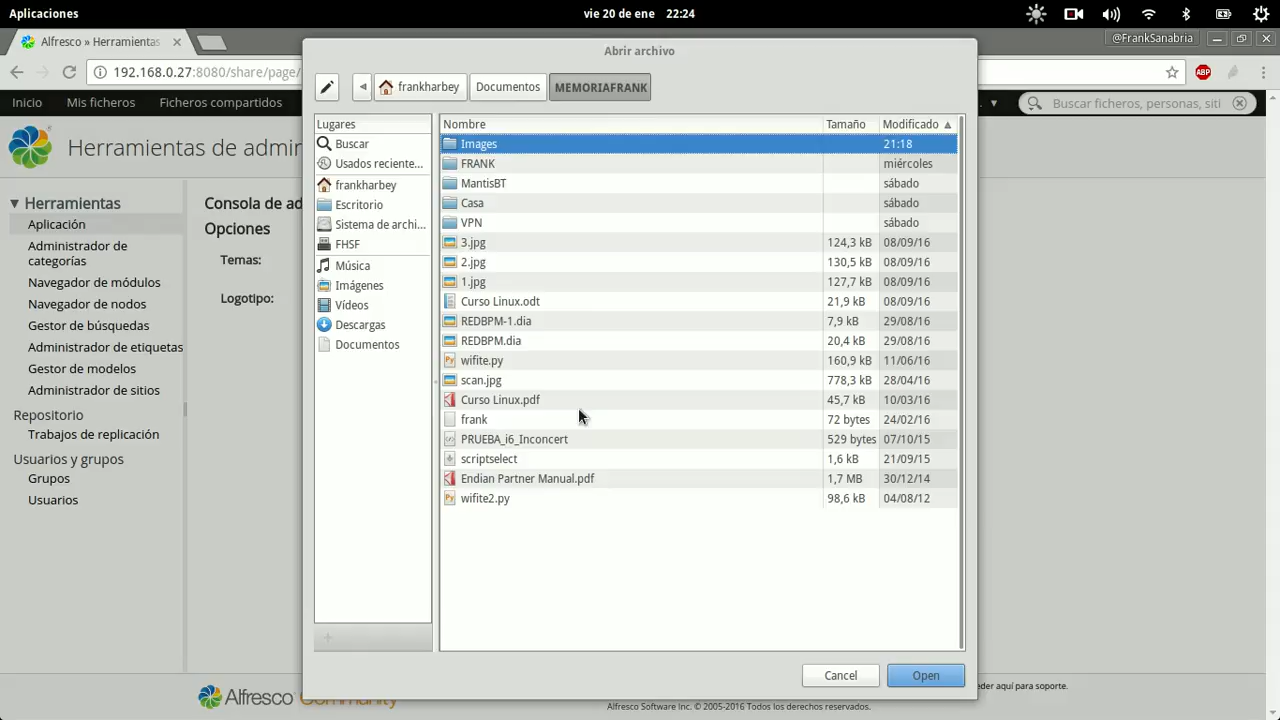 Aplicaciones
vie 20 de ene 22:24
Alfresco » Herramientas
@FrankSanabria
192.168.0.27:8080/share/page/
ABP
Inicio Mis ficheros Ficheros compartidos
Buscar ficheros, personas, siti
Herramientas de admin
Herramientas
Aplicación
Administrador de
categorías
Navegador de módulos
Navegador de nodos
Gestor de búsquedas
Administrador de etiquetas
Gestor de modelos
Administrador de sitios
Repositorio
Trabajos de replicación
Usuarios y grupos
Grupos
Usuarios
Consola de ad
Opciones
Temas:
Logotipo:
Abrir archivo
frankharbey Documentos MEMORIAFRANK
Lugares
Buscar
Usados reciente...
frankharbey
Escritorio
Sistema de archi...
FHSF
Música
Imágenes
Vídeos
Descargas
Documentos
Nombre Tamaño Modificado
Images 21:18
FRANK miércoles
MantisBT sábado
Casa sábado
VPN sábado
3.jpg 124,3 kB 08/09/16
2.jpg 130,5 kB 08/09/16
1.jpg 127,7 kB 08/09/16
Curso Linux.odt 21,9 kB 08/09/16
REDBPM-1.dia 7,9 kB 29/08/16
REDBPM.dia 20,4 kB 29/08/16
wifite.py 160,9 kB 11/06/16
scan.jpg 778,3 kB 28/04/16
Curso Linux.pdf 45,7 kB 10/03/16
frank 72 bytes 24/02/16
PRUEBA_i6_Inconcert 529 bytes 07/10/15
scriptselect 1,6 kB 21/09/15
Endian Partner Manual.pdf 1,7 MB 30/12/14
wifite2.py 98,6 kB 04/08/12
Cancel Open
Alfresco Community
eder aquí para soporte.
Alfresco Software Inc. © 2005-2016 Todos los derechos reservados.